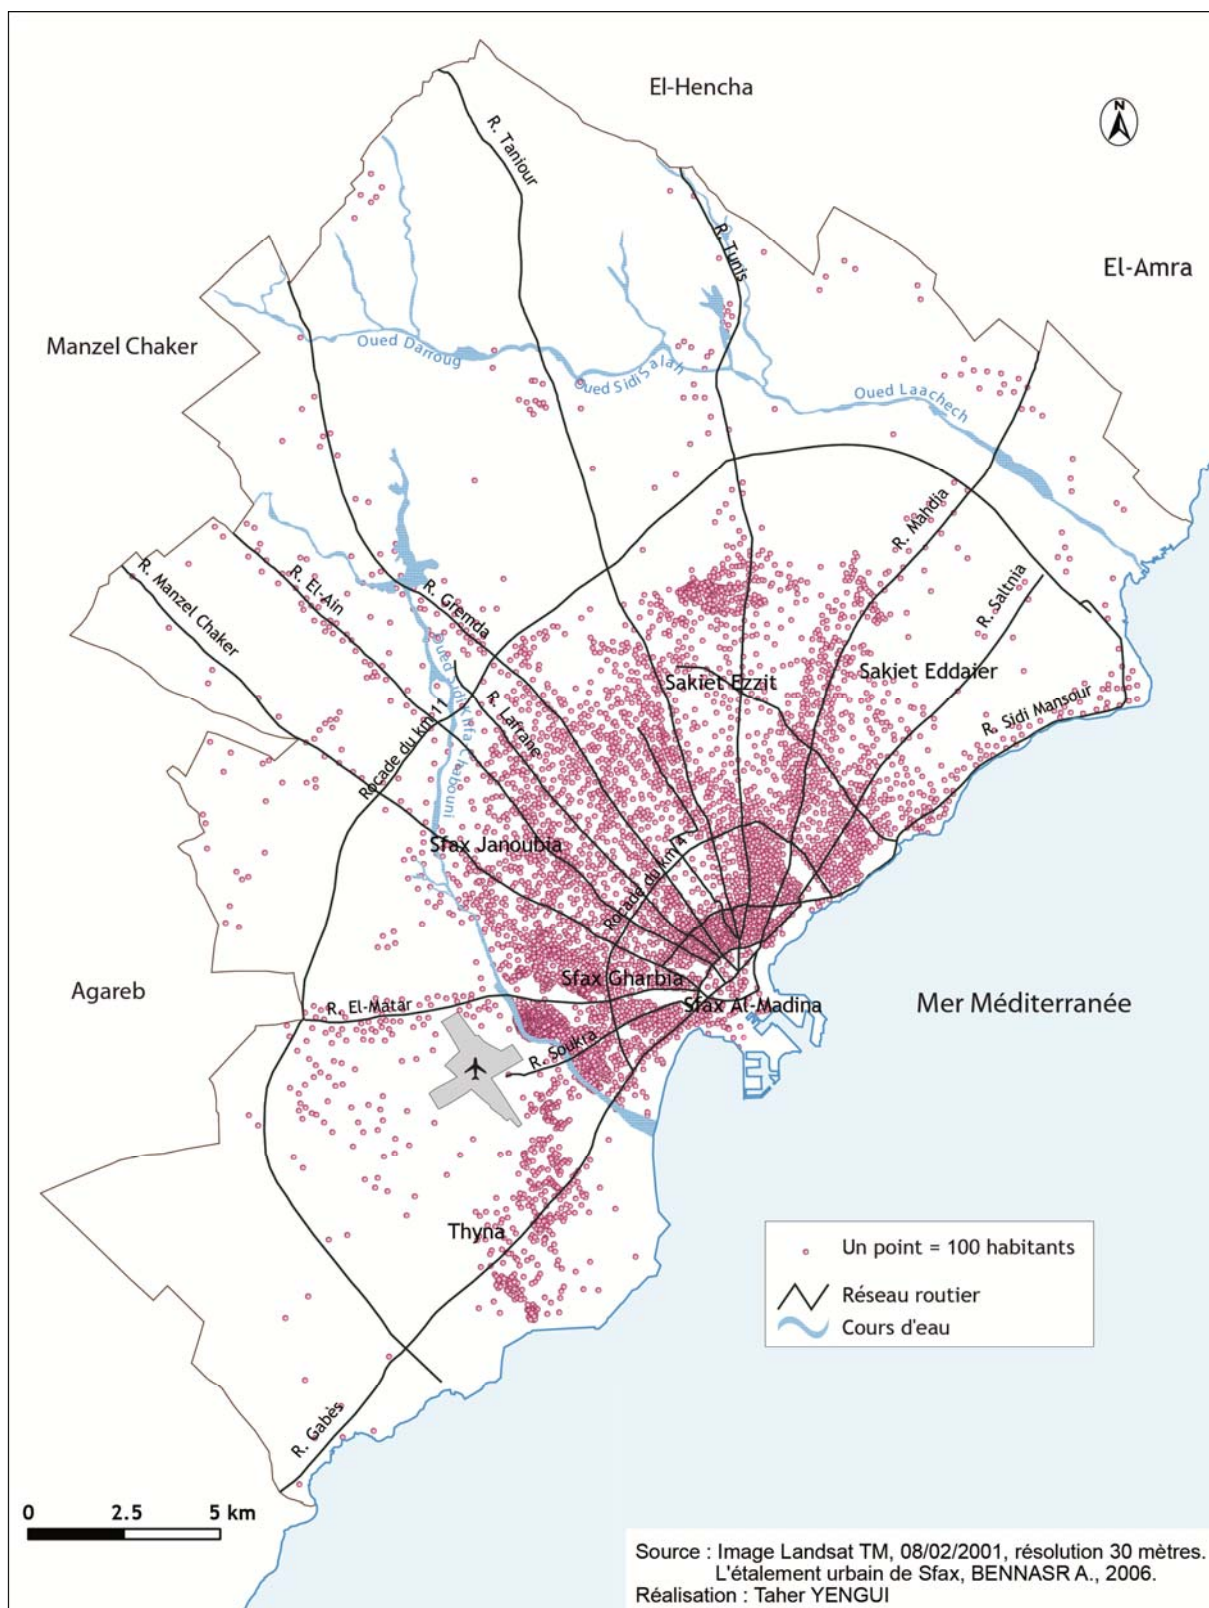 El-Hencha
N
R. Taniour
R. Tunis
El-Amra
Manzel Chaker
Oued Darroug
Oued Sidi Salah
Oued Laachech
R. Mahdia
R. Manzel Chaker
R. El-Ain
R. Gremda
R. Saltnia
Oued Sidi Khlifa Chabouni
Sakiet Ezzit
Sakiet Eddaier
R. Lafrane
R. Sidi Mansour
Rocade du km 11
Sfax Janoubia
Rocade du km 4
Agareb
Sfax Gharbia
R. El-Matar
Sfax Al-Madina
Mer Méditerranée
R. Soukra
Thyna
Un point = 100 habitants
Réseau routier
Cours d'eau
R. Gabès
0 2.5 5 km
Source : Image Landsat TM, 08/02/2001, résolution 30 mètres.
L'étalement urbain de Sfax, BENNASR A., 2006.
Réalisation : Taher YENGUI